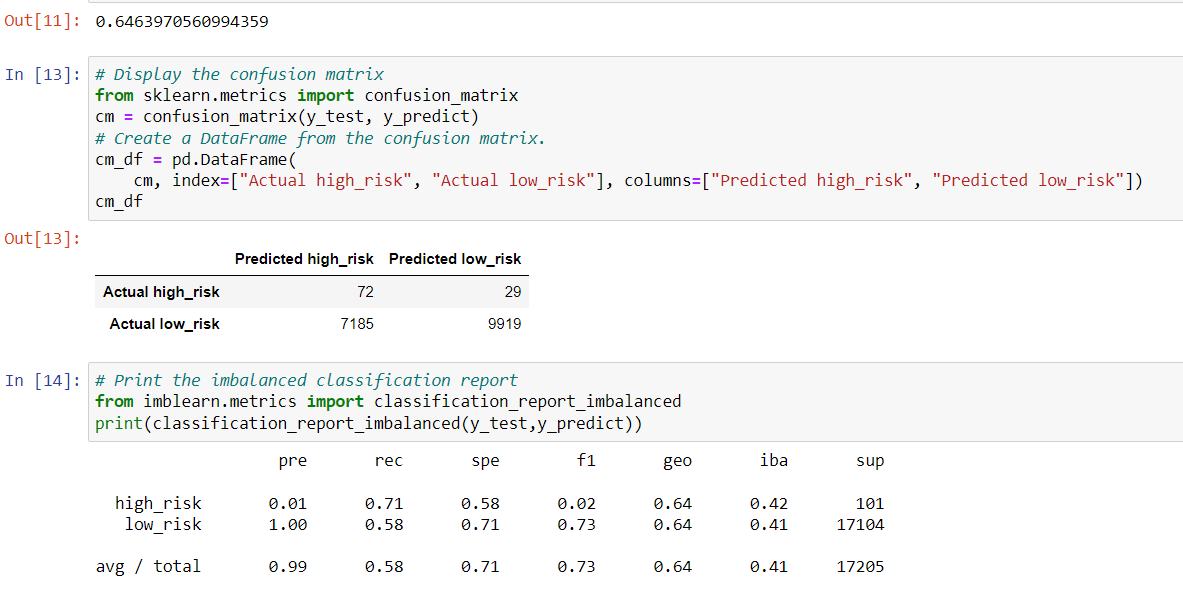 Out[11]: 0.6463970560994359
In [13]: # Display the confusion matrix
from sklearn.metrics import confusion_matrix
cm = confusion_matrix(y_test, y_predict)
# Create a DataFrame from the confusion matrix.
cm_df = pd.DataFrame(
    cm, index=["Actual high_risk", "Actual low_risk"], columns=["Predicted high_risk", "Predicted low_risk"])
cm_df
Out[13]:
Predicted high_risk Predicted low_risk
Actual high_risk 72 29
Actual low_risk 7185 9919
In [14]: # Print the imbalanced classification report
from imblearn.metrics import classification_report_imbalanced
print(classification_report_imbalanced(y_test,y_predict))
pre rec spe f1 geo iba sup
high_risk 0.01 0.71 0.58 0.02 0.64 0.42 101
low_risk 1.00 0.58 0.71 0.73 0.64 0.41 17104
avg / total 0.99 0.58 0.71 0.73 0.64 0.41 17205